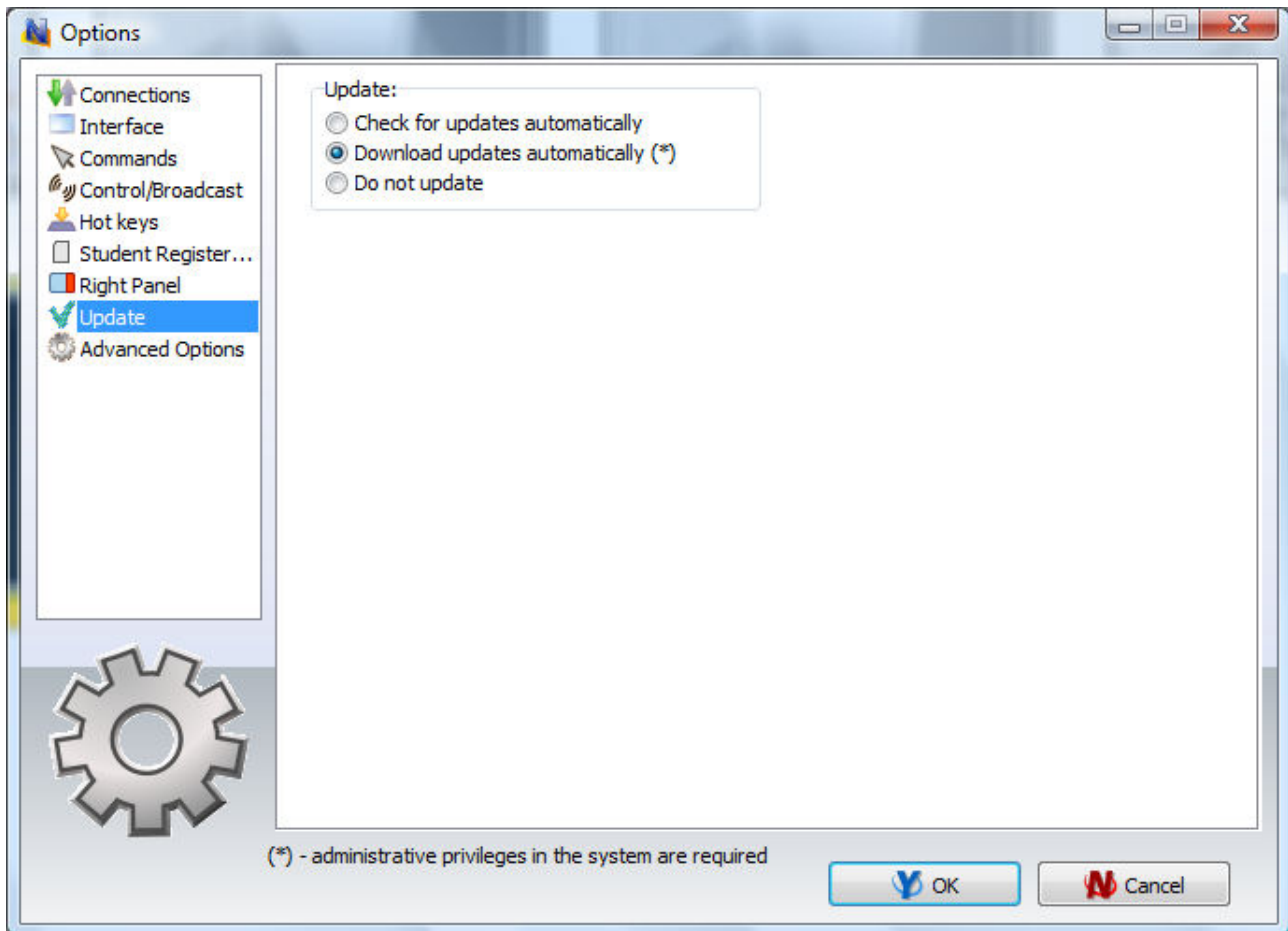 Options
Connections
Interface
Commands
Control/Broadcast
Hot keys
Student Register...
Right Panel
Update
Advanced Options
Update:
Check for updates automatically
Download updates automatically (*)
Do not update
(*) - administrative privileges in the system are required
OK
Cancel